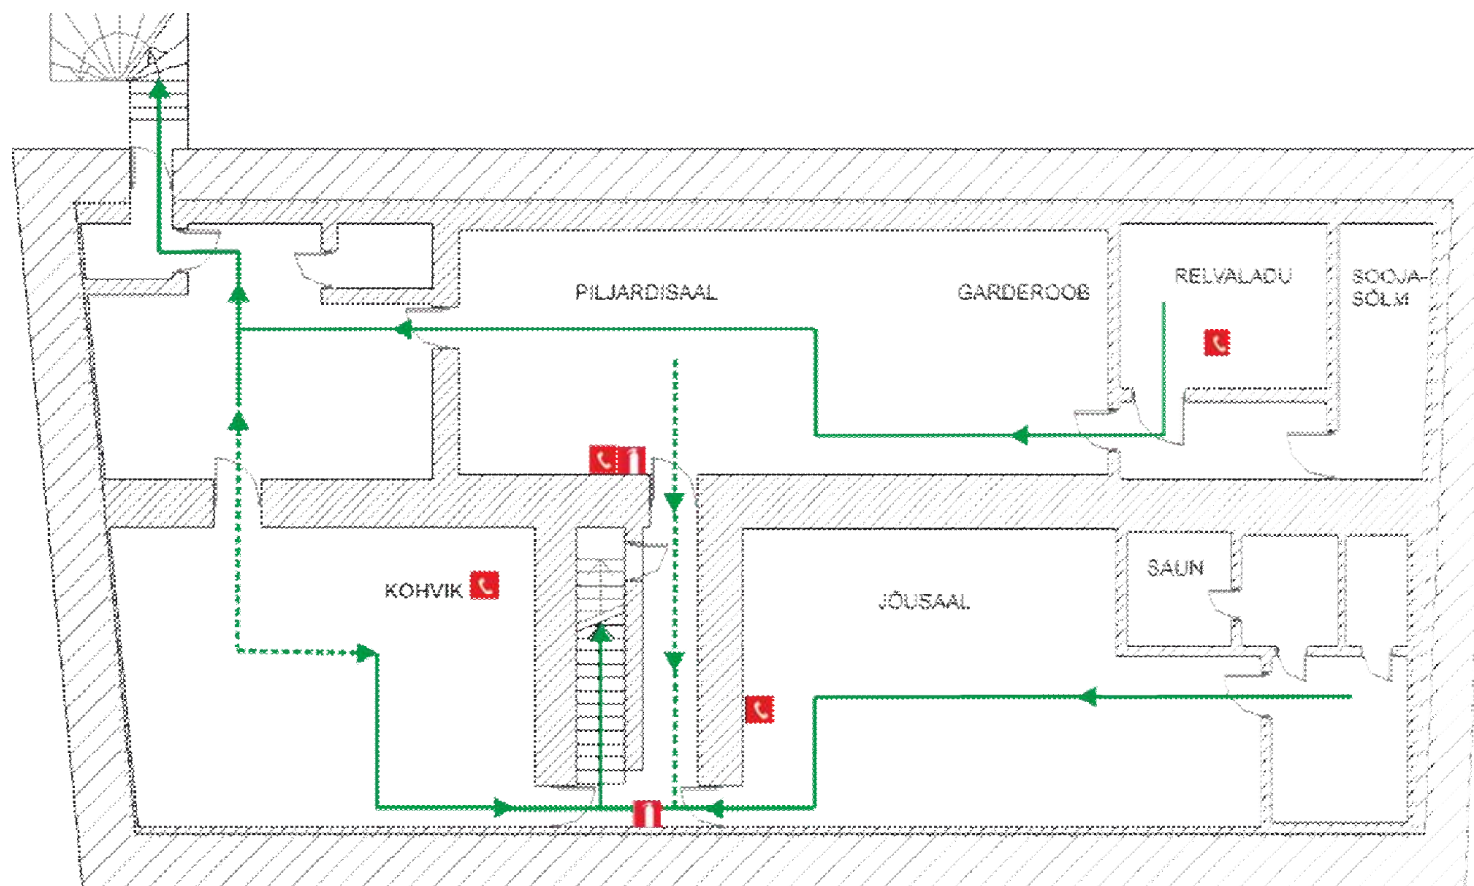 PILJARDISAAL
GARDEROOB
RELVALADU
SOOJA-
SÕLM
KOHVIK
JÕUSAAL
SAUN